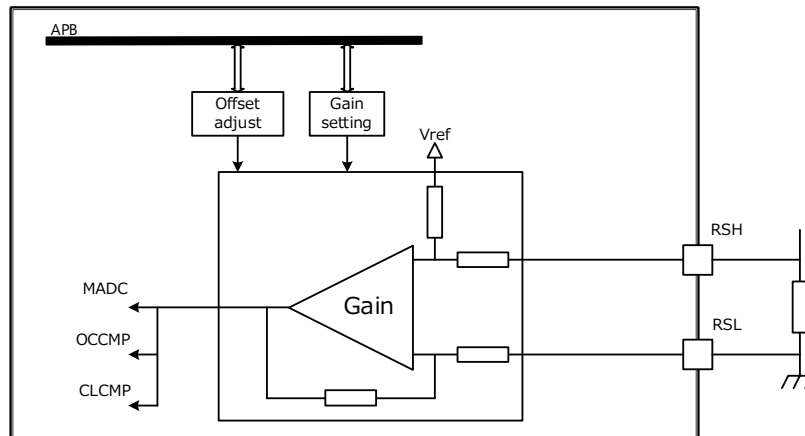 APB
Offset
adjust
Gain
setting
Vref
RSH
MADC
Gain
OCCMP
RSL
CLCMP